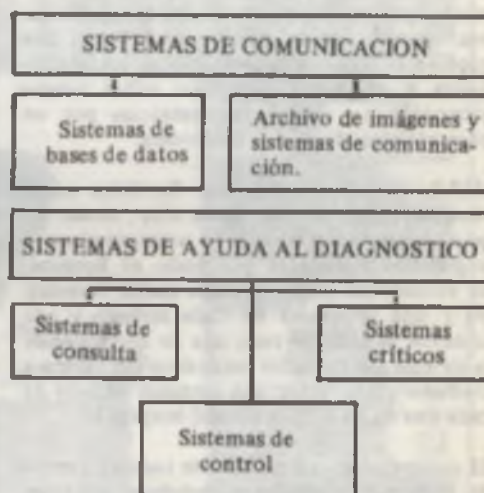 SISTEMAS DE COMUNICACION
Sistemas de
bases de datos
Archivo de imágenes y
sistemas de comunica-
ción.
SISTEMAS DE AYUDA AL DIAGNOSTICO
Sistemas de
consulta
Sistemas
críticos
Sistemas de
control